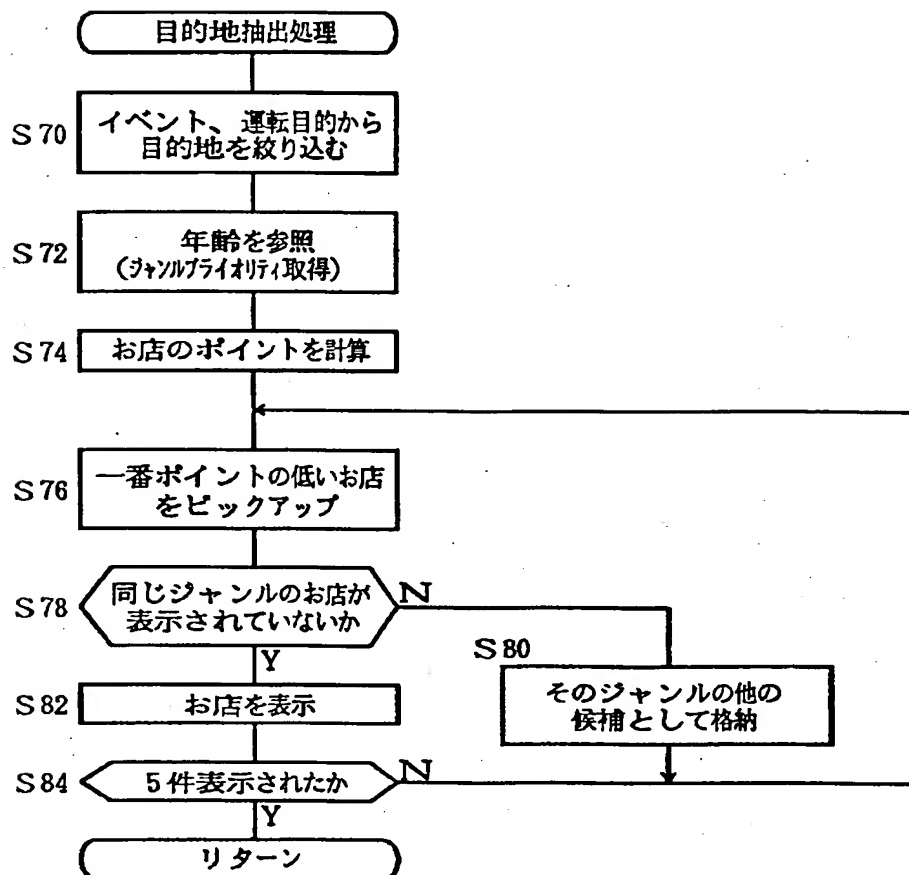 目的地抽出処理
S70
イベント、運転目的から
目的地を絞り込む
S72
年齢を参照
(ジャンルプライオリティ取得)
S74
お店のポイントを計算
S76
一番ポイントの低いお店
をピックアップ
S78
同じジャンルのお店が
表示されていないか
N
Y
S80
そのジャンルの他の
候補として格納
S82
お店を表示
S84
5件表示されたか
N
Y
リターン